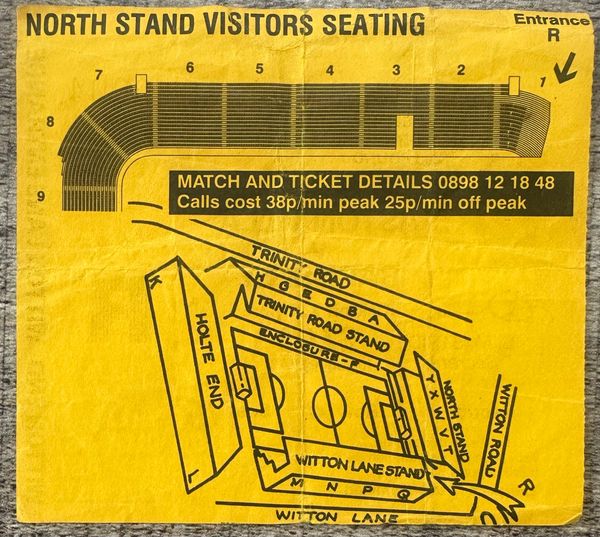 NORTH STAND VISITORS SEATING
Entrance
R
1
2
3
4
5
6
7
8
9
MATCH AND TICKET DETAILS 0898 12 18 48
Calls cost 38p/min peak 25p/min off peak
TRINITY ROAD
H G E D B A
TRINITY ROAD STAND
ENCLOSURE-F
K
HOLTE END
L
NORTH STAND
Y X W V T
WITTON ROAD
WITTON LANE STAND
M N P Q
R
WITTON LANE